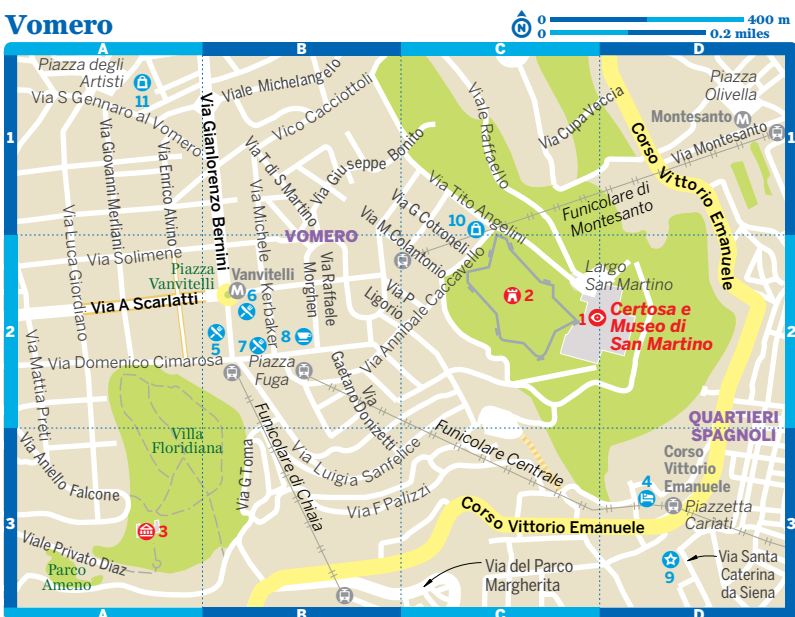 Vomero
N
0 400 m
0 0.2 miles
A B C D
1
1
2
2
3
3
Piazza degli
Artisti
11
Via S Gennaro al Vomero
Viale Michelangelo
Vico Cacciottoli
Via Gianlorenzo Bernini
Via Giovanni Merliani
Via Enrico Alvino
Via T di S Martino
Via Giuseppe Bonito
Viale Raffaello
Via Cupa Veccia
Piazza
Olivella
Montesanto
M
Via Montesanto
Corso Vittorio Emanuele
Funicolare di
Montesanto
Via Tito Angelini
Via G Cotronelli
Via M Colantonio
10
VOMERO
Via Luca Giordano
Via Solimene
Piazza
Vanvitelli
Vanvitelli
M
Via Michele Kerbaker
Via Raffaele
Morghen
Via P
Ligorio
Via Annibale Caccavello
Via A Scarlatti
6
5
7
8
2
Largo
San Martino
1
Certosa e
Museo di
San Martino
Via Mattia Preti
Via Domenico Cimarosa
Piazza
Fuga
Via
Gaetano Donizetti
Funicolare Centrale
Funicolare di Chiaia
QUARTIERI
SPAGNOLI
Villa
Floridiana
Via Aniello Falcone
Via G Toma
Via Luigia Sanfelice
Via F Palizzi
Corso
Vittorio
Emanuele
4
Piazzetta
Cariati
Corso Vittorio Emanuele
3
Viale Privato Diaz
Parco
Ameno
Via del Parco
Margherita
9
Via Santa
Caterina
da Siena
A B C D